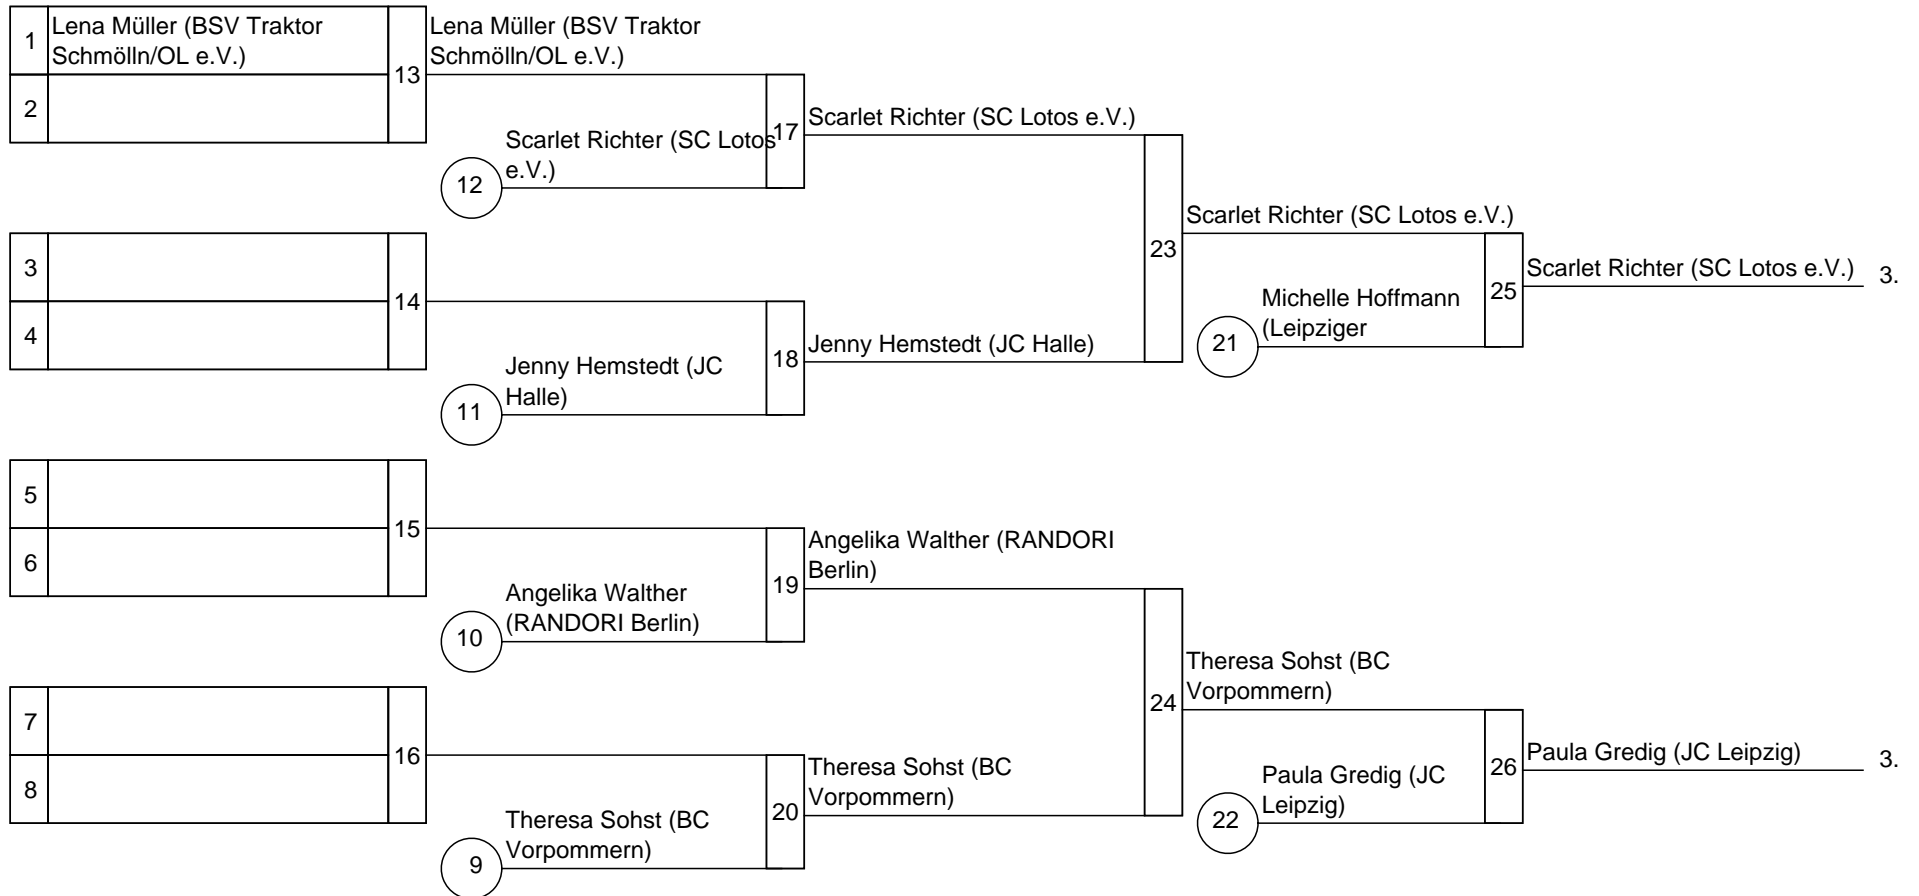 1
Lena Müller (BSV Traktor
Schmölln/OL e.V.)
2
13
Lena Müller (BSV Traktor
Schmölln/OL e.V.)
12
Scarlet Richter (SC Lotos
e.V.)
17
Scarlet Richter (SC Lotos e.V.)
3
4
14
11
Jenny Hemstedt (JC
Halle)
18
Jenny Hemstedt (JC Halle)
23
Scarlet Richter (SC Lotos e.V.)
21
Michelle Hoffmann
(Leipziger
25
Scarlet Richter (SC Lotos e.V.)
3.
5
6
15
10
Angelika Walther
(RANDORI Berlin)
19
Angelika Walther (RANDORI
Berlin)
7
8
16
9
Theresa Sohst (BC
Vorpommern)
20
Theresa Sohst (BC
Vorpommern)
24
Theresa Sohst (BC
Vorpommern)
22
Paula Gredig (JC
Leipzig)
26
Paula Gredig (JC Leipzig)
3.